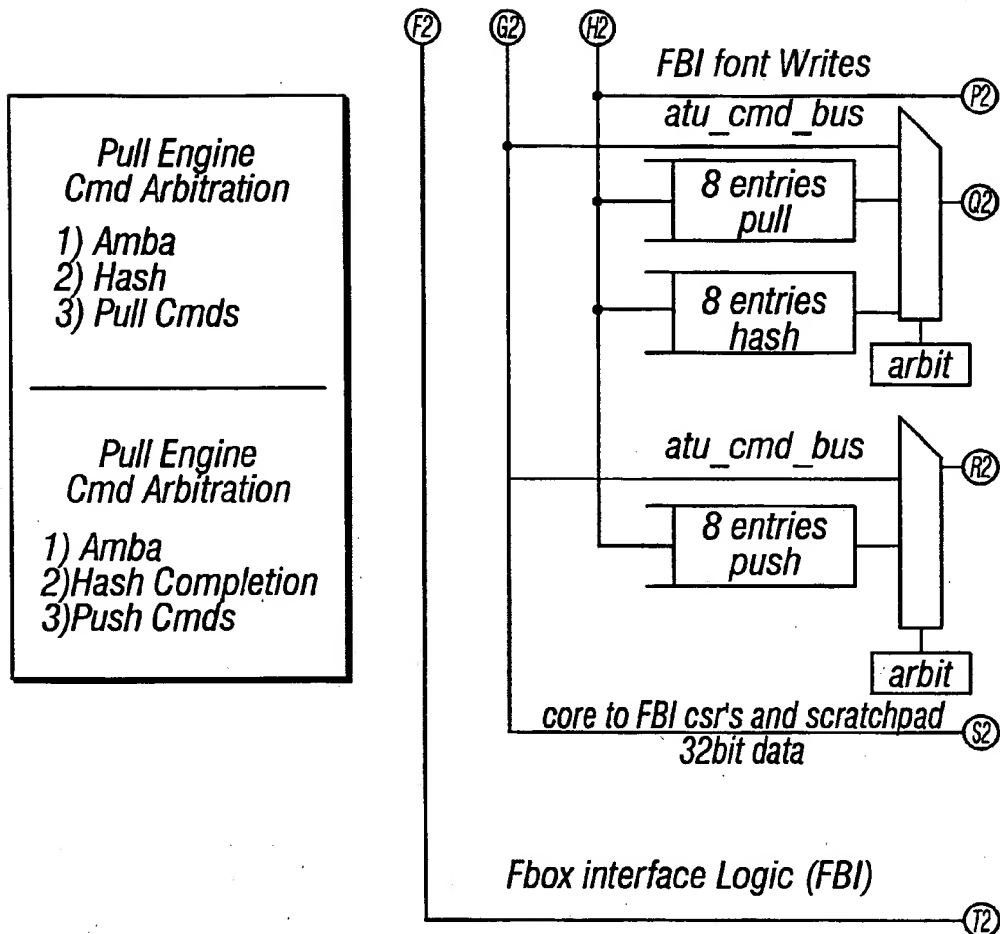 F2
G2
H2
FBI font Writes
P2
atu_cmd_bus
8 entries
pull
Q2
8 entries
hash
arbit
Pull Engine
Cmd Arbitration
1) Amba
2) Hash
3) Pull Cmds
Pull Engine
Cmd Arbitration
1) Amba
2)Hash Completion
3)Push Cmds
atu_cmd_bus
R2
8 entries
push
arbit
core to FBI csr's and scratchpad
32bit data
S2
Fbox interface Logic (FBI)
T2